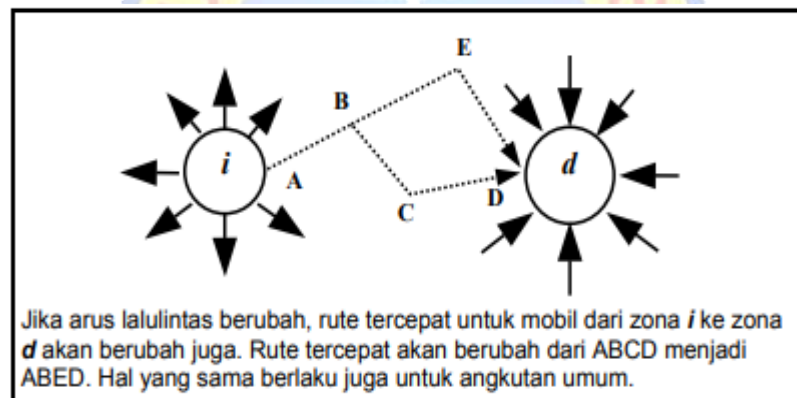 E
B
i
A
d
D
C
Jika arus lalulintas berubah, rute tercepat untuk mobil dari zona i ke zona
d akan berubah juga. Rute tercepat akan berubah dari ABCD menjadi
ABED. Hal yang sama berlaku juga untuk angkutan umum.